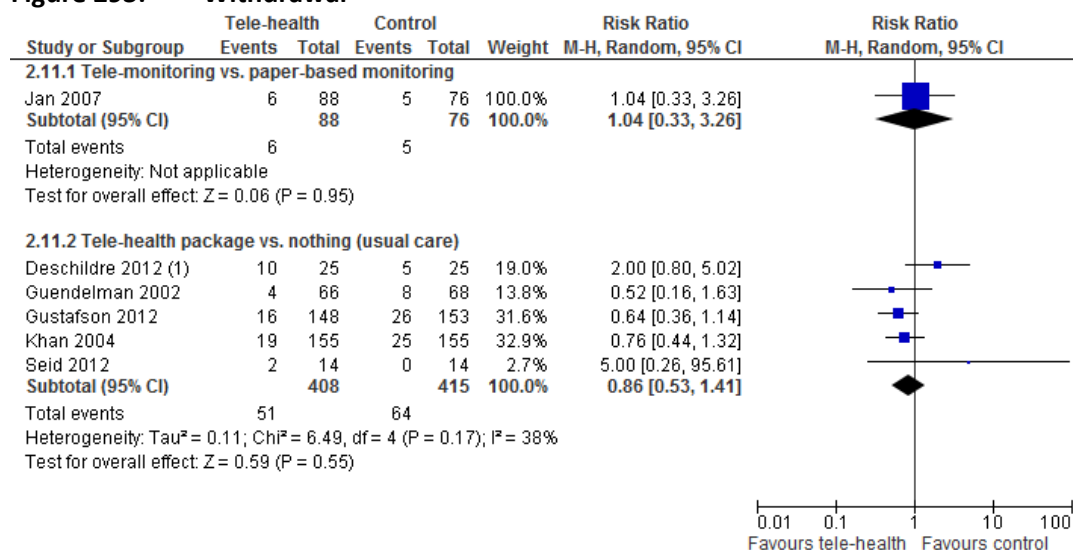 Figure 298: Withdrawal
Tele-health Control Risk Ratio Risk Ratio
Study or Subgroup Events Total Events Total Weight M-H, Random, 95% CI M-H, Random, 95% CI
2.11.1 Tele-monitoring vs. paper-based monitoring
Jan 2007 6 88 5 76 100.0% 1.04 [0.33, 3.26]
Subtotal (95% CI) 88 76 100.0% 1.04 [0.33, 3.26]
Total events 6 5
Heterogeneity: Not applicable
Test for overall effect: Z = 0.06 (P = 0.95)
2.11.2 Tele-health package vs. nothing (usual care)
Deschildre 2012 (1) 10 25 5 25 19.0% 2.00 [0.80, 5.02]
Guendelman 2002 4 66 8 68 13.8% 0.52 [0.16, 1.63]
Gustafson 2012 16 148 26 153 31.6% 0.64 [0.36, 1.14]
Khan 2004 19 155 25 155 32.9% 0.76 [0.44, 1.32]
Seid 2012 2 14 0 14 2.7% 5.00 [0.26, 95.61]
Subtotal (95% CI) 408 415 100.0% 0.86 [0.53, 1.41]
Total events 51 64
Heterogeneity: Tau² = 0.11; Chi² = 6.49, df = 4 (P = 0.17); I² = 38%
Test for overall effect: Z = 0.59 (P = 0.55)
0.01 0.1 1 10 100
Favours tele-health Favours control